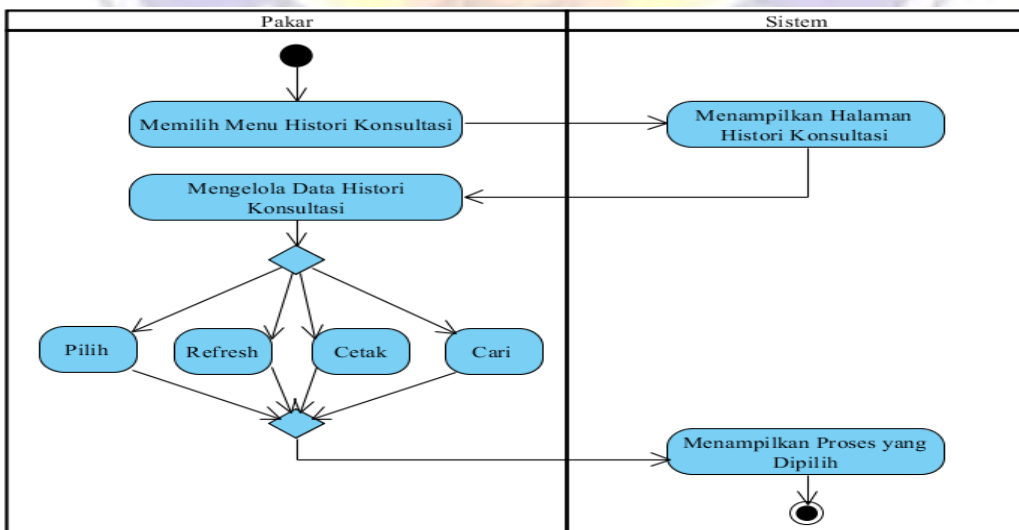 Pakar
Sistem
Memilih Menu Histori Konsultasi
Menampilkan Halaman
Histori Konsultasi
Mengelola Data Histori
Konsultasi
Pilih
Refresh
Cetak
Cari
Menampilkan Proses yang
Dipilih